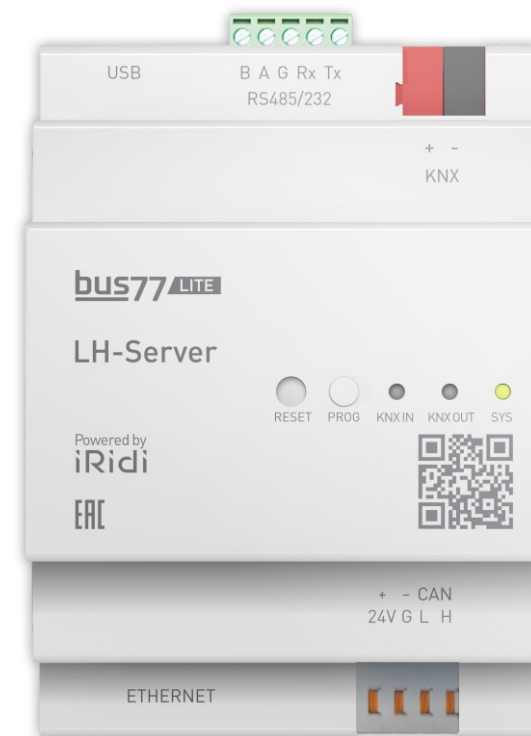 USB
B A G Rx Tx
RS485/232
+ -
KNX
bus77 LITE
LH-Server
RESET PROG KNX IN KNX OUT SYS
Powered by
iRidi
EAC
+ - CAN
24V G L H
ETHERNET